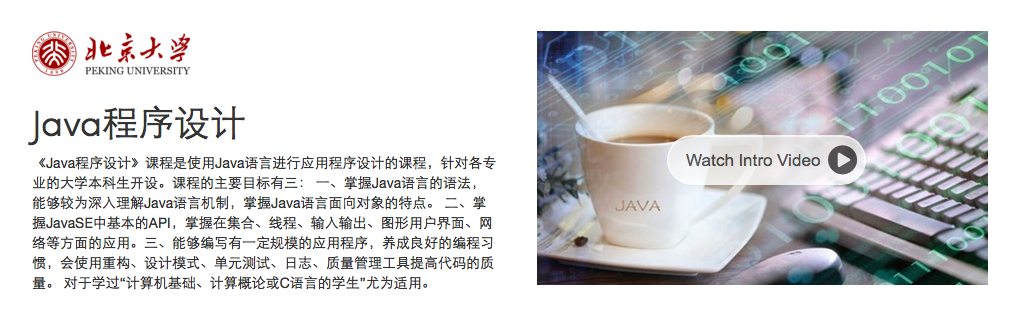 PEKING UNIVERSITY
1898
北京大学
PEKING UNIVERSITY
Java程序设计
《Java程序设计》课程是使用Java语言进行应用程序设计的课程，针对各专
业的大学本科生开设。课程的主要目标有三： 一、掌握Java语言的语法，
能够较为深入理解Java语言机制，掌握Java语言面向对象的特点。 二、掌
握JavaSE中基本的API，掌握在集合、线程、输入输出、图形用户界面、网
络等方面的应用。三、能够编写有一定规模的应用程序，养成良好的编程习
惯，会使用重构、设计模式、单元测试、日志、质量管理工具提高代码的质
量。 对于学过“计算机基础、计算概论或C语言的学生”尤为适用。
Watch Intro Video
JAVA